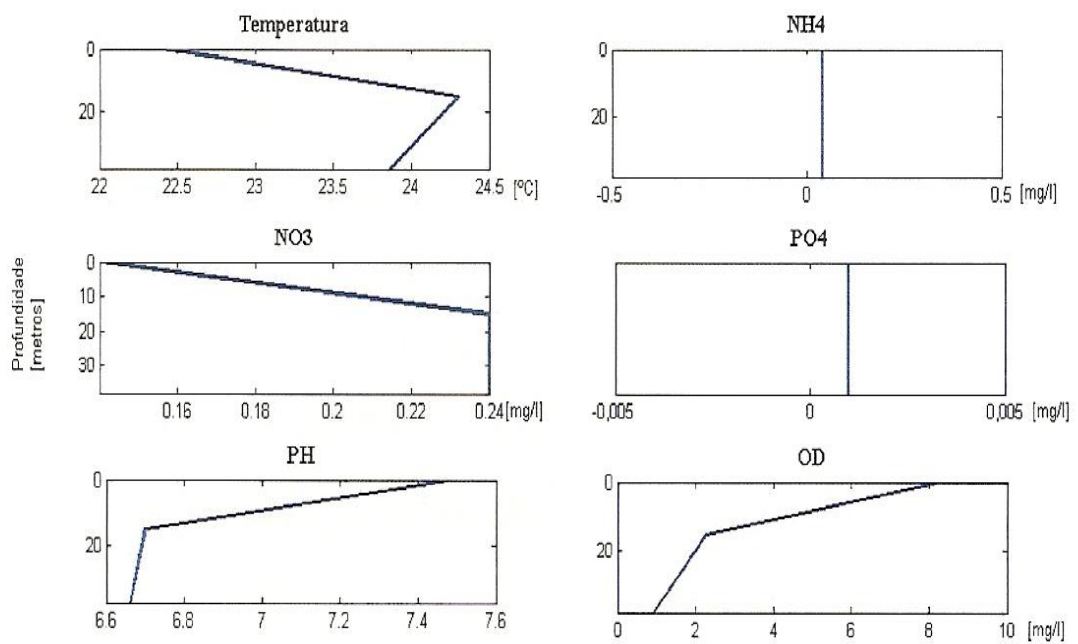 Temperatura
0
20
22 22.5 23 23.5 24 24.5 [ºC]
NH4
0
20
-0.5 0 0.5 [mg/l]
Profundidade
[metros]
NO3
0
10
20
30
0.16 0.18 0.2 0.22 0.24 [mg/l]
PO4
-0,005 0 0,005 [mg/l]
PH
0
20
6.6 6.8 7 7.2 7.4 7.6
OD
0
20
0 2 4 6 8 10 [mg/l]